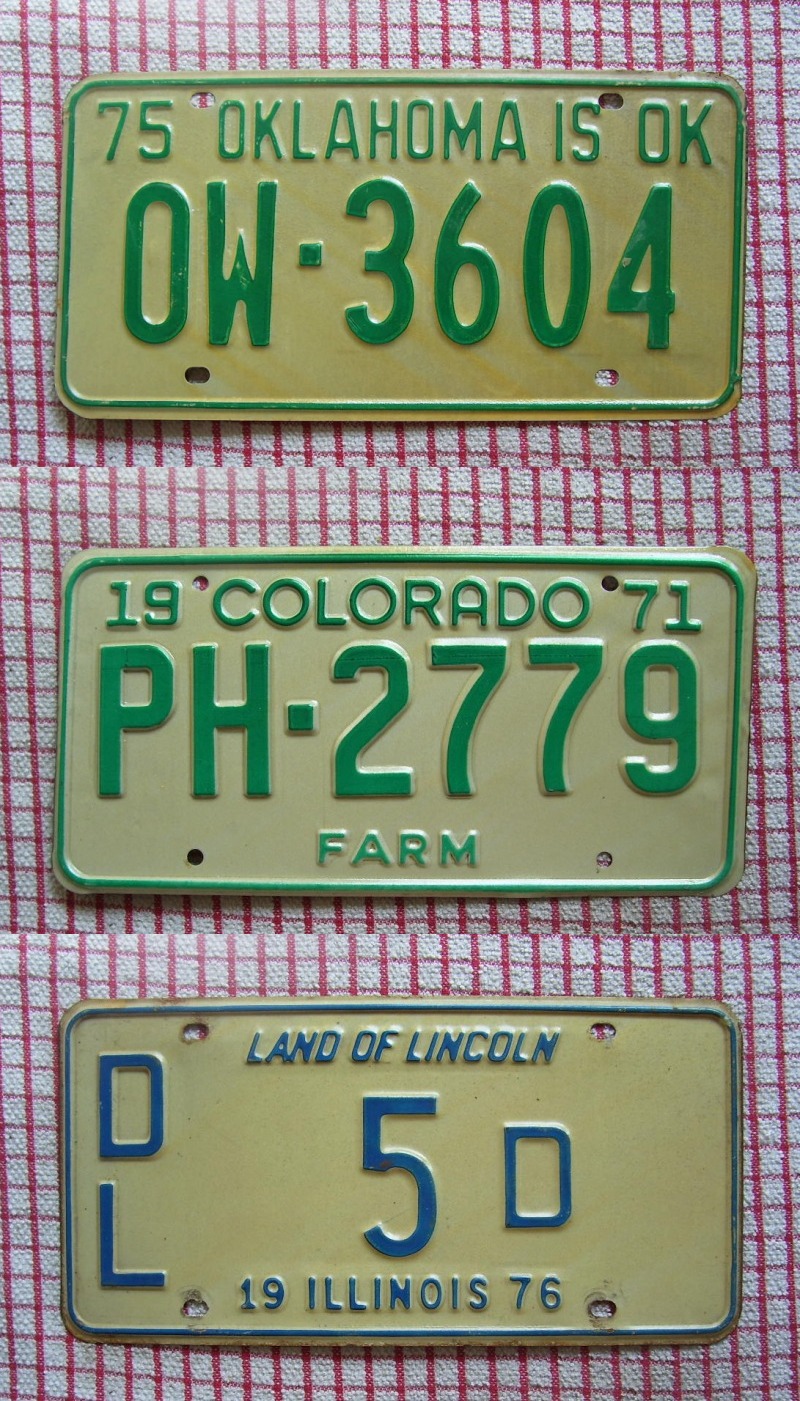 75 OKLAHOMA IS OK
OW-3604
19 COLORADO 71
PH-2779
FARM
LAND OF LINCOLN
DL 5 D
19 ILLINOIS 76